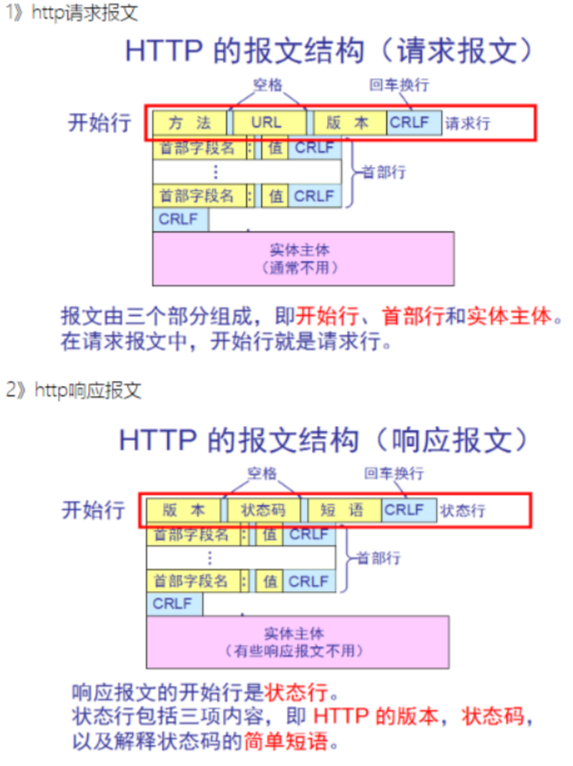 1》http请求报文
HTTP 的报文结构（请求报文）
空格 回车换行
开始行 方 法 URL 版 本 CRLF 请求行
首部字段名 : 值 CRLF
⋮ 首部行
首部字段名 : 值 CRLF
CRLF
实体主体
（通常不用）
报文由三个部分组成，即开始行、首部行和实体主体。
在请求报文中，开始行就是请求行。
2》http响应报文
HTTP 的报文结构（响应报文）
空格 回车换行
开始行 版 本 状态码 短 语 CRLF 状态行
首部字段名 : 值 CRLF
⋮ 首部行
首部字段名 : 值 CRLF
CRLF
实体主体
（有些响应报文不用）
响应报文的开始行是状态行。
状态行包括三项内容，即 HTTP 的版本，状态码，
以及解释状态码的简单短语。